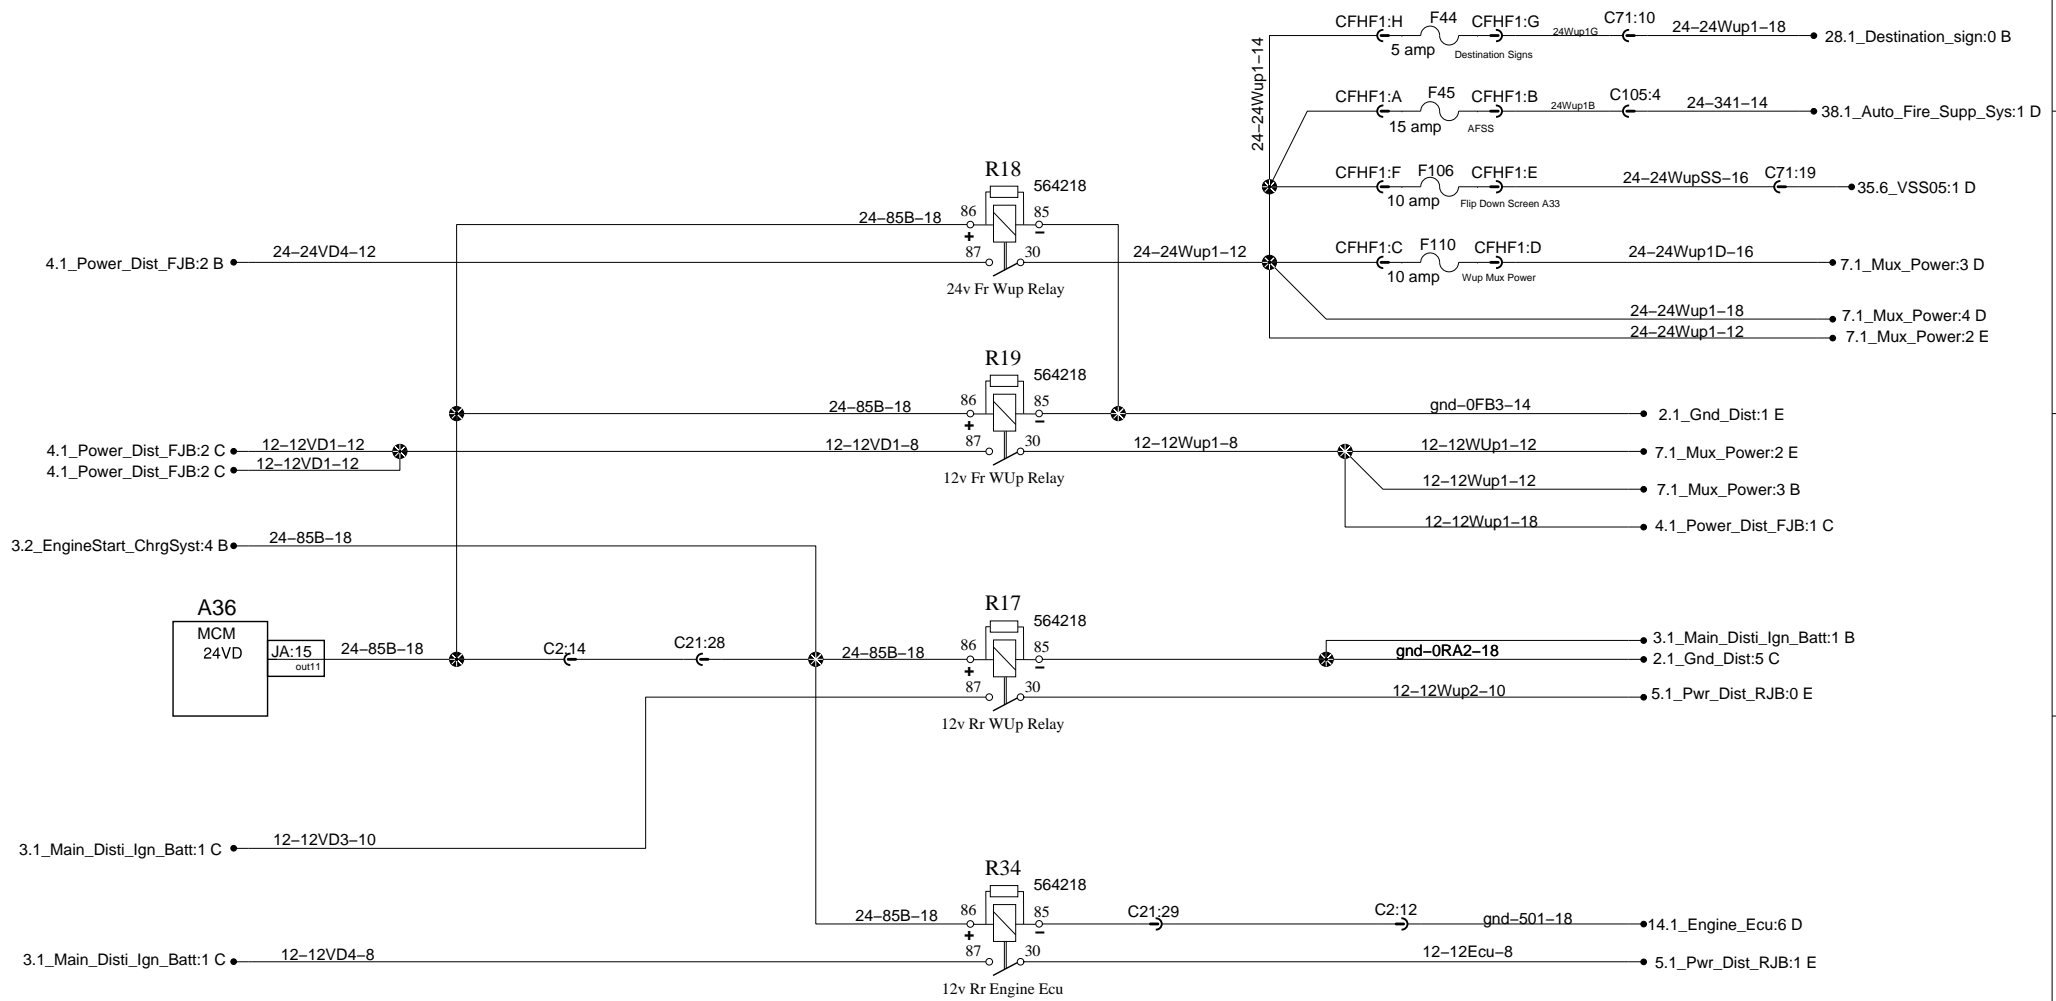 CFHF1:H F44 CFHF1:G 24Wup1G C71:10 24-24Wup1-18 28.1_Destination_sign:0 B
5 amp Destination Signs
24-24Wup1-14
CFHF1:A F45 CFHF1:B 24Wup1B C105:4 24-341-14 38.1_Auto_Fire_Supp_Sys:1 D
15 amp AFSS
R18
564218
CFHF1:F F106 CFHF1:E 24-24WupSS-16 C71:19 35.6_VSS05:1 D
10 amp Flip Down Screen A33
24-85B-18 86 85
+ −
4.1_Power_Dist_FJB:2 B 24-24VD4-12 87 30 24-24Wup1-12
24v Fr Wup Relay
CFHF1:C F110 CFHF1:D 24-24Wup1D-16 7.1_Mux_Power:3 D
10 amp Wup Mux Power
24-24Wup1-18 7.1_Mux_Power:4 D
24-24Wup1-12 7.1_Mux_Power:2 E
R19
564218
24-85B-18 86 85 gnd-0FB3-14 2.1_Gnd_Dist:1 E
+ −
4.1_Power_Dist_FJB:2 C 12-12VD1-12 12-12VD1-8 87 30 12-12Wup1-8 12-12WUp1-12 7.1_Mux_Power:2 E
4.1_Power_Dist_FJB:2 C 12-12VD1-12
12v Fr WUp Relay
12-12Wup1-12 7.1_Mux_Power:3 B
12-12Wup1-18 4.1_Power_Dist_FJB:1 C
3.2_EngineStart_ChrgSyst:4 B 24-85B-18
A36
MCM
24VD
JA:15
out11
24-85B-18 C2:14 C21:28 24-85B-18
R17
564218
86 85
+ −
3.1_Main_Disti_Ign_Batt:1 B
gnd-0RA2-18 2.1_Gnd_Dist:5 C
87 30 12-12Wup2-10 5.1_Pwr_Dist_RJB:0 E
12v Rr WUp Relay
3.1_Main_Disti_Ign_Batt:1 C 12-12VD3-10
R34
564218
24-85B-18 86 85 C21:29 C2:12 gnd-501-18 14.1_Engine_Ecu:6 D
+ −
3.1_Main_Disti_Ign_Batt:1 C 12-12VD4-8 87 30 12-12Ecu-8 5.1_Pwr_Dist_RJB:1 E
12v Rr Engine Ecu